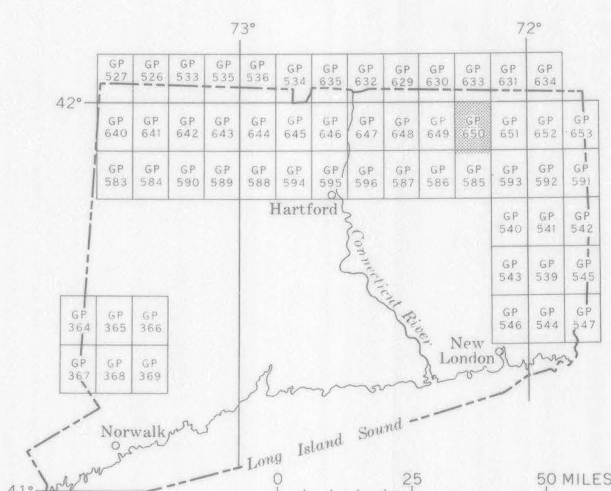 73° 72°
GP 527 GP 526 GP 533 GP 535 GP 536 GP 534 GP 635 GP 632 GP 629 GP 630 GP 633 GP 631 GP 634
42°
GP 640 GP 641 GP 642 GP 643 GP 644 GP 645 GP 646 GP 647 GP 648 GP 649 GP 650 GP 651 GP 652 GP 653
GP 583 GP 584 GP 590 GP 589 GP 588 GP 594 GP 595 GP 596 GP 587 GP 586 GP 585 GP 593 GP 592 GP 591
Hartford
GP 540 GP 541 GP 542
Connecticut River
GP 543 GP 539 GP 545
GP 364 GP 365 GP 366
GP 546 GP 544 GP 547
New London
GP 367 GP 368 GP 369
Norwalk
Long Island Sound
41°
0 25 50 MILES